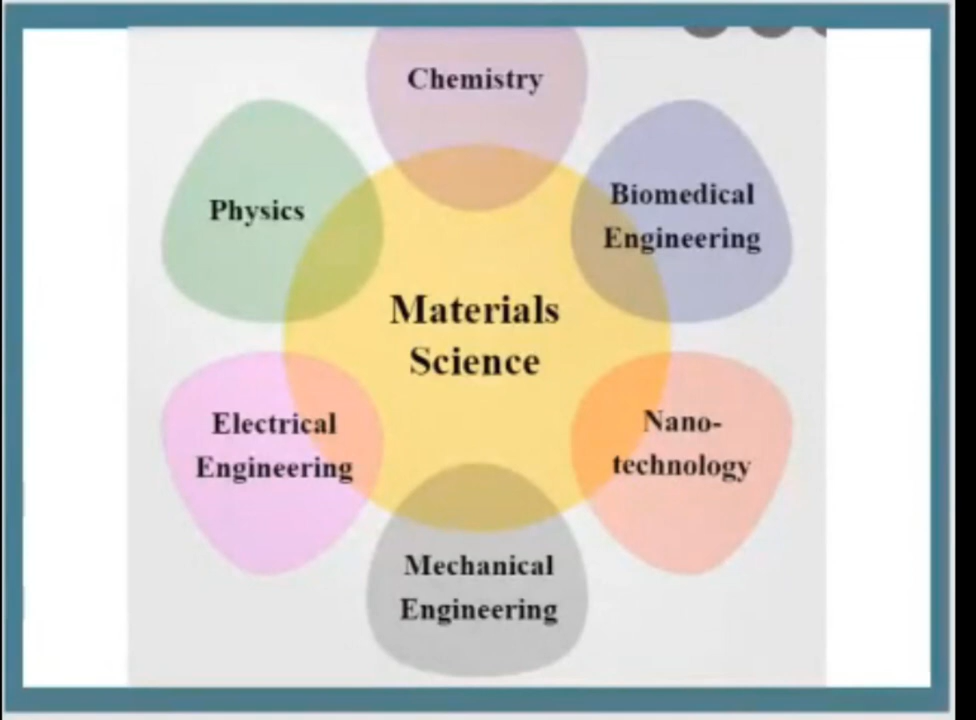 Chemistry
Physics
Biomedical
Engineering
Materials
Science
Electrical
Engineering
Nano-
technology
Mechanical
Engineering